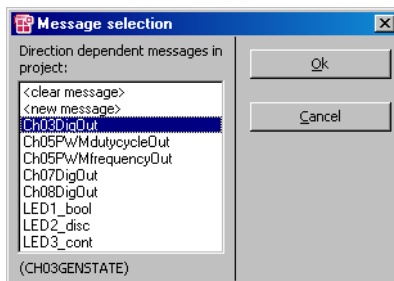 Message selection
Direction dependent messages in
project:
<clear message>
<new message>
Ch03DigOut
Ch05PWMdutycycleOut
Ch05PWMfrequencyOut
Ch07DigOut
Ch08DigOut
LED1_bool
LED2_disc
LED3_cont
(CH03GENSTATE)
Ok
Cancel